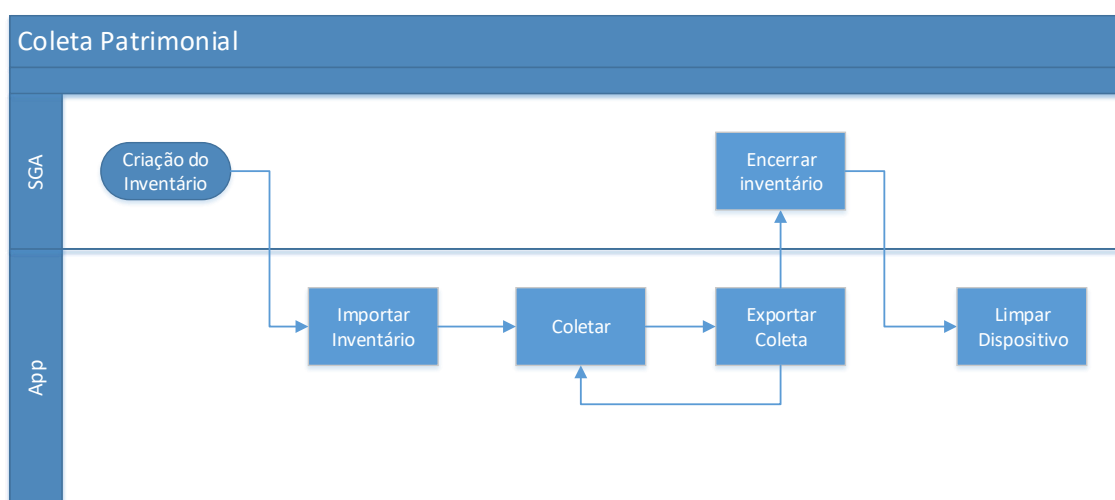 Coleta Patrimonial
SGA
Criação do
Inventário
Encerrar
inventário
App
Importar
Inventário
Coletar
Exportar
Coleta
Limpar
Dispositivo